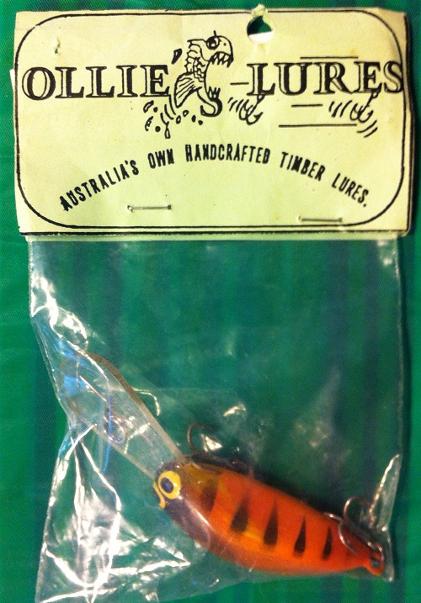 OLLIE'S LURES
AUSTRALIA'S OWN HANDCRAFTED TIMBER LURES.